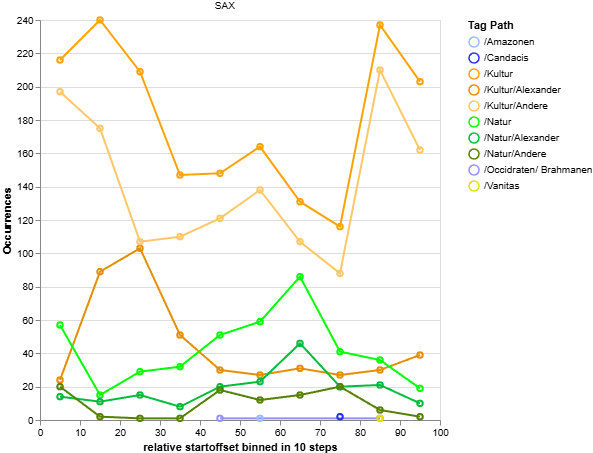 SAX
Tag Path
/Amazonen
/Candacis
/Kultur
/Kultur/Alexander
/Kultur/Andere
/Natur
/Natur/Alexander
/Natur/Andere
/Occidraten/ Brahmanen
/Vanitas
Occurrences
240
220
200
180
160
140
120
100
80
60
40
20
0
0 10 20 30 40 50 60 70 80 90 100
relative startoffset binned in 10 steps